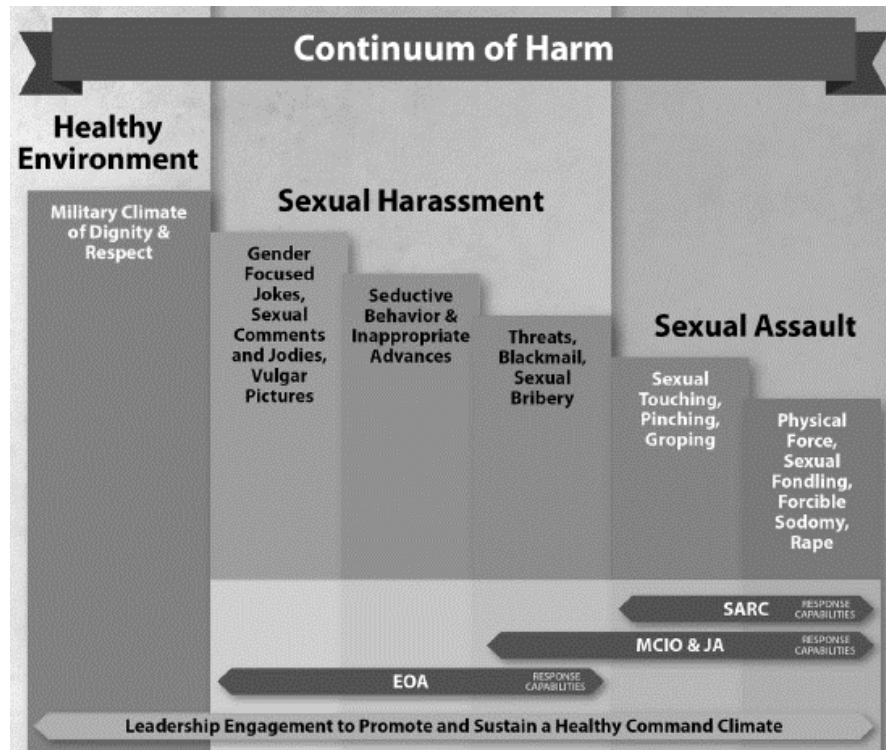 Continuum of Harm
Healthy
Environment
Military Climate
of Dignity &
Respect
Sexual Harassment
Gender
Focused
Jokes,
Sexual
Comments
and Jodies,
Vulgar
Pictures
Seductive
Behavior &
Inappropriate
Advances
Threats,
Blackmail,
Sexual
Bribery
Sexual Assault
Sexual
Touching,
Pinching,
Groping
Physical
Force,
Sexual
Fondling,
Forcible
Sodomy,
Rape
SARC
RESPONSE
CAPABILITIES
MCIO & JA
RESPONSE
CAPABILITIES
EOA
RESPONSE
CAPABILITIES
Leadership Engagement to Promote and Sustain a Healthy Command Climate